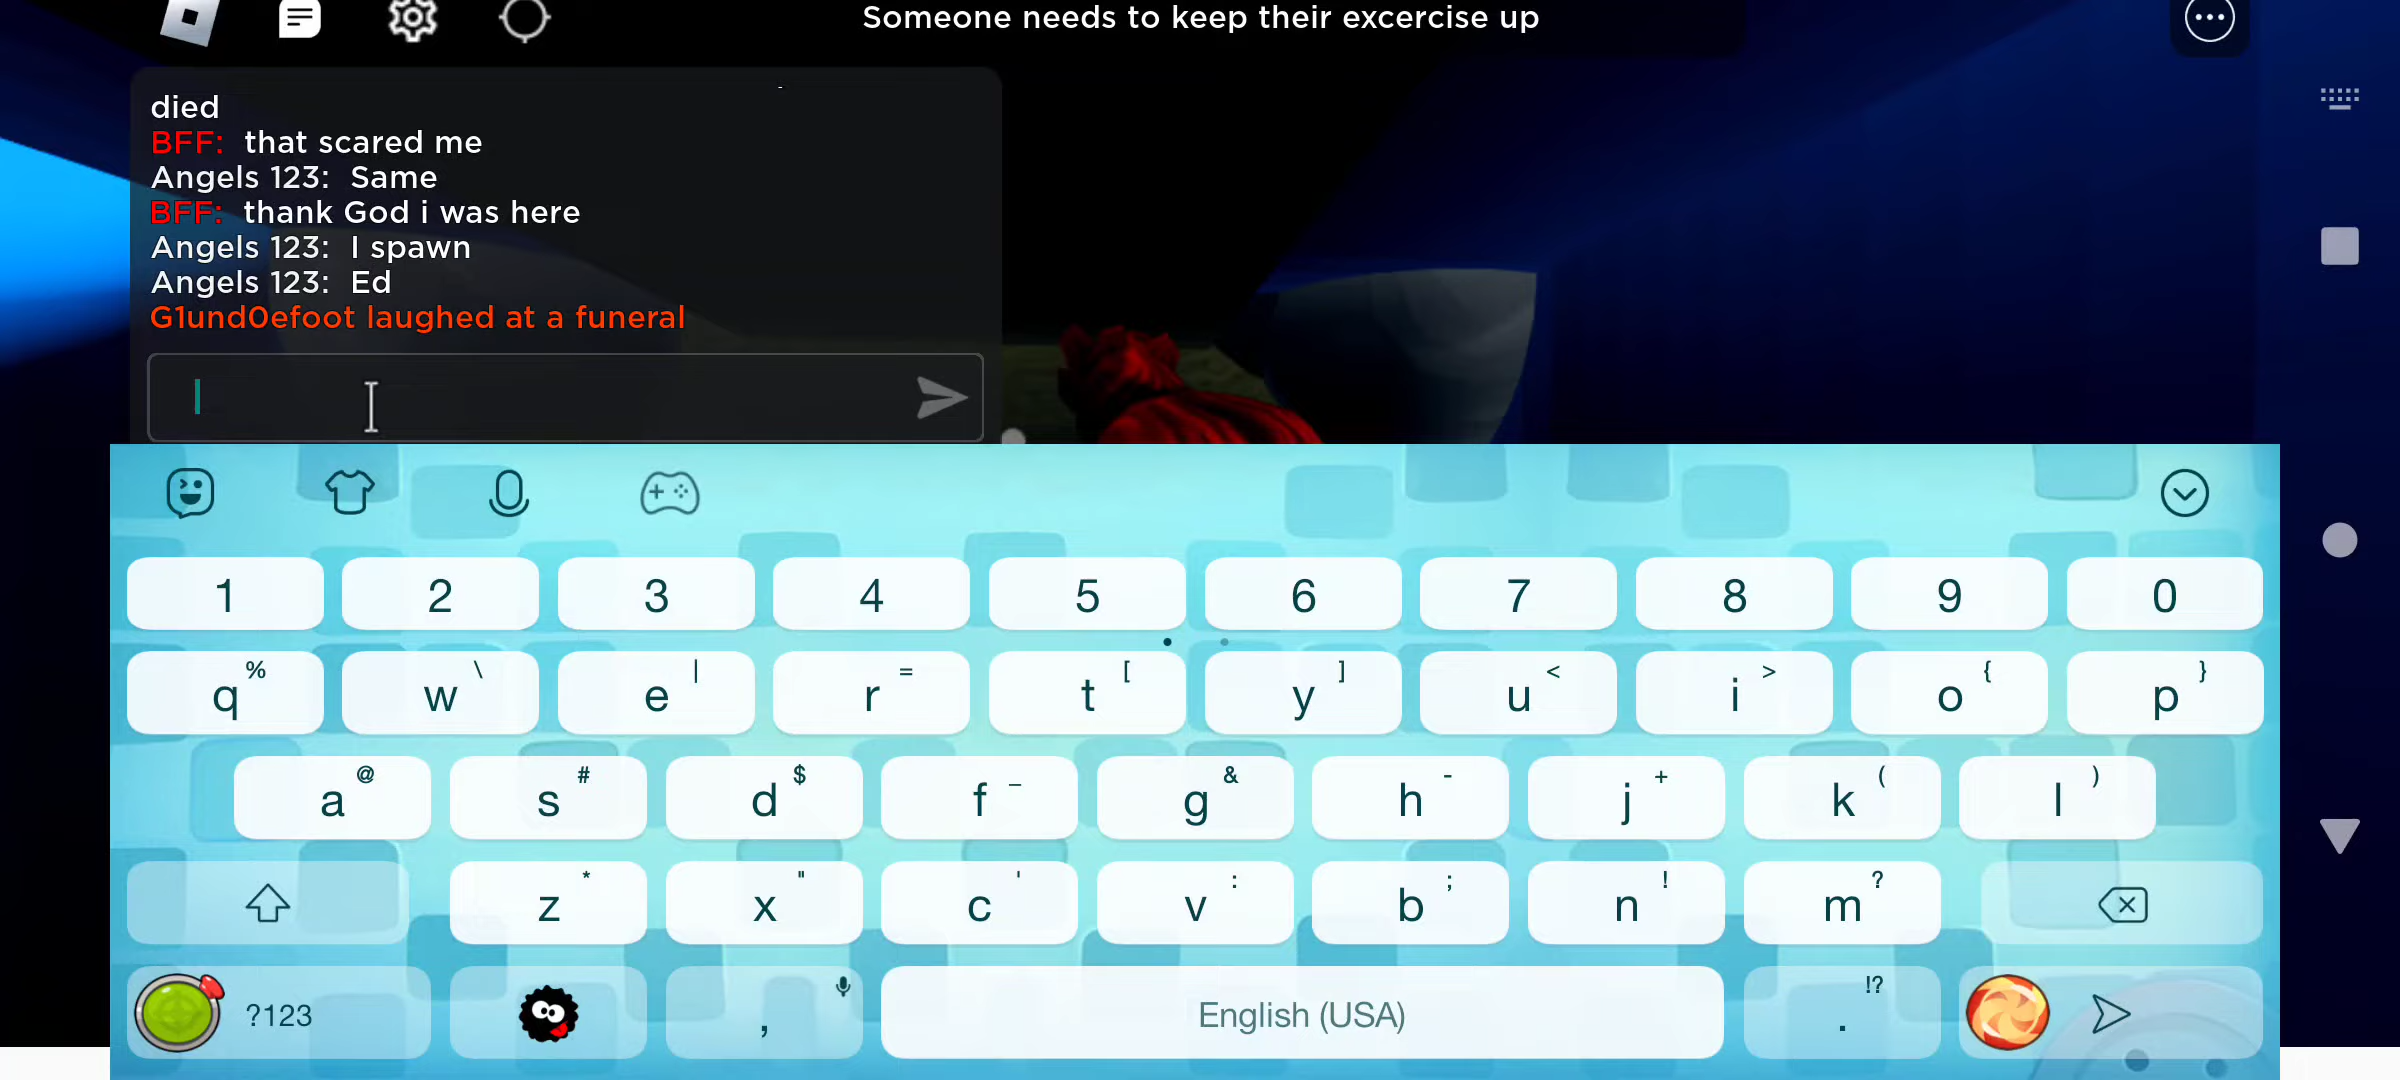 Someone needs to keep their excercise up
died
BFF: that scared me
Angels 123: Same
BFF: thank God i was here
Angels 123: I spawn
Angels 123: Ed
G1und0efoot laughed at a funeral
1 2 3 4 5 6 7 8 9 0
q % w \ e | r = t [ y ] u < i > o { p }
a @ s # d $ f _ g & h - j + k ( l )
z * x " c ' v : b ; n ! m ?
?123 , English (USA) . !?